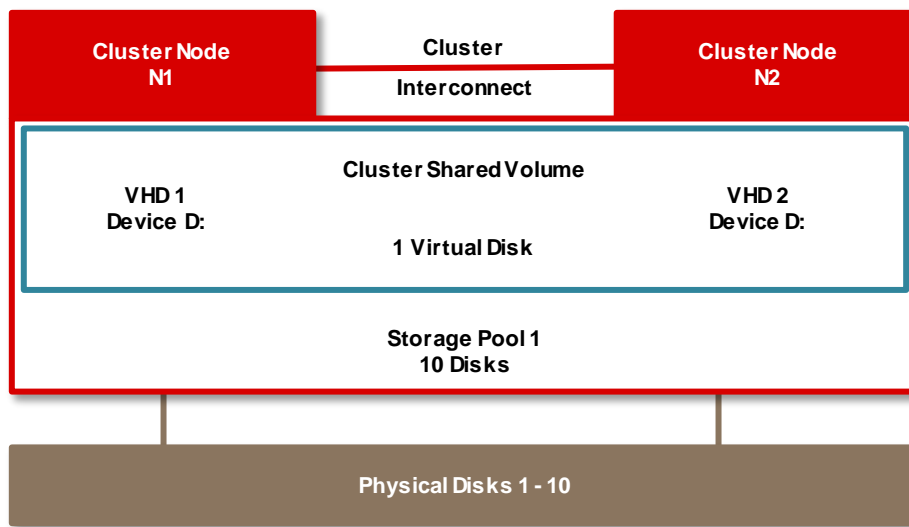 Cluster Node
N1
Cluster
Interconnect
Cluster Node
N2
Cluster Shared Volume
VHD 1
Device D:
VHD 2
Device D:
1 Virtual Disk
Storage Pool 1
10 Disks
Physical Disks 1 - 10